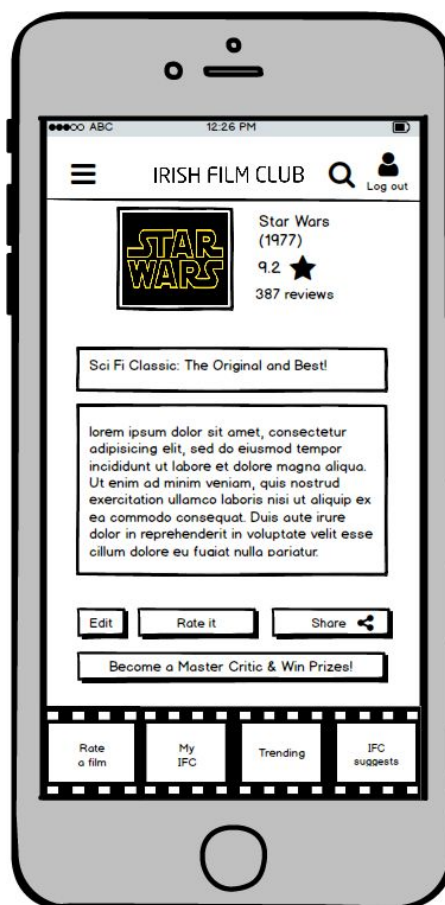 ABC 12:26 PM
IRISH FILM CLUB
Log out
STAR
WARS
Star Wars
(1977)
9.2
387 reviews
Sci Fi Classic: The Original and Best!
lorem ipsum dolor sit amet, consectetur
adipisicing elit, sed do eiusmod tempor
incididunt ut labore et dolore magna aliqua.
Ut enim ad minim veniam, quis nostrud
exercitation ullamco laboris nisi ut aliquip ex
ea commodo consequat. Duis aute irure
dolor in reprehenderit in voluptate velit esse
cillum dolore eu fugiat nulla pariatur.
Edit Rate it Share
Become a Master Critic & Win Prizes!
Rate
a film
My
IFC
Trending
IFC
suggests